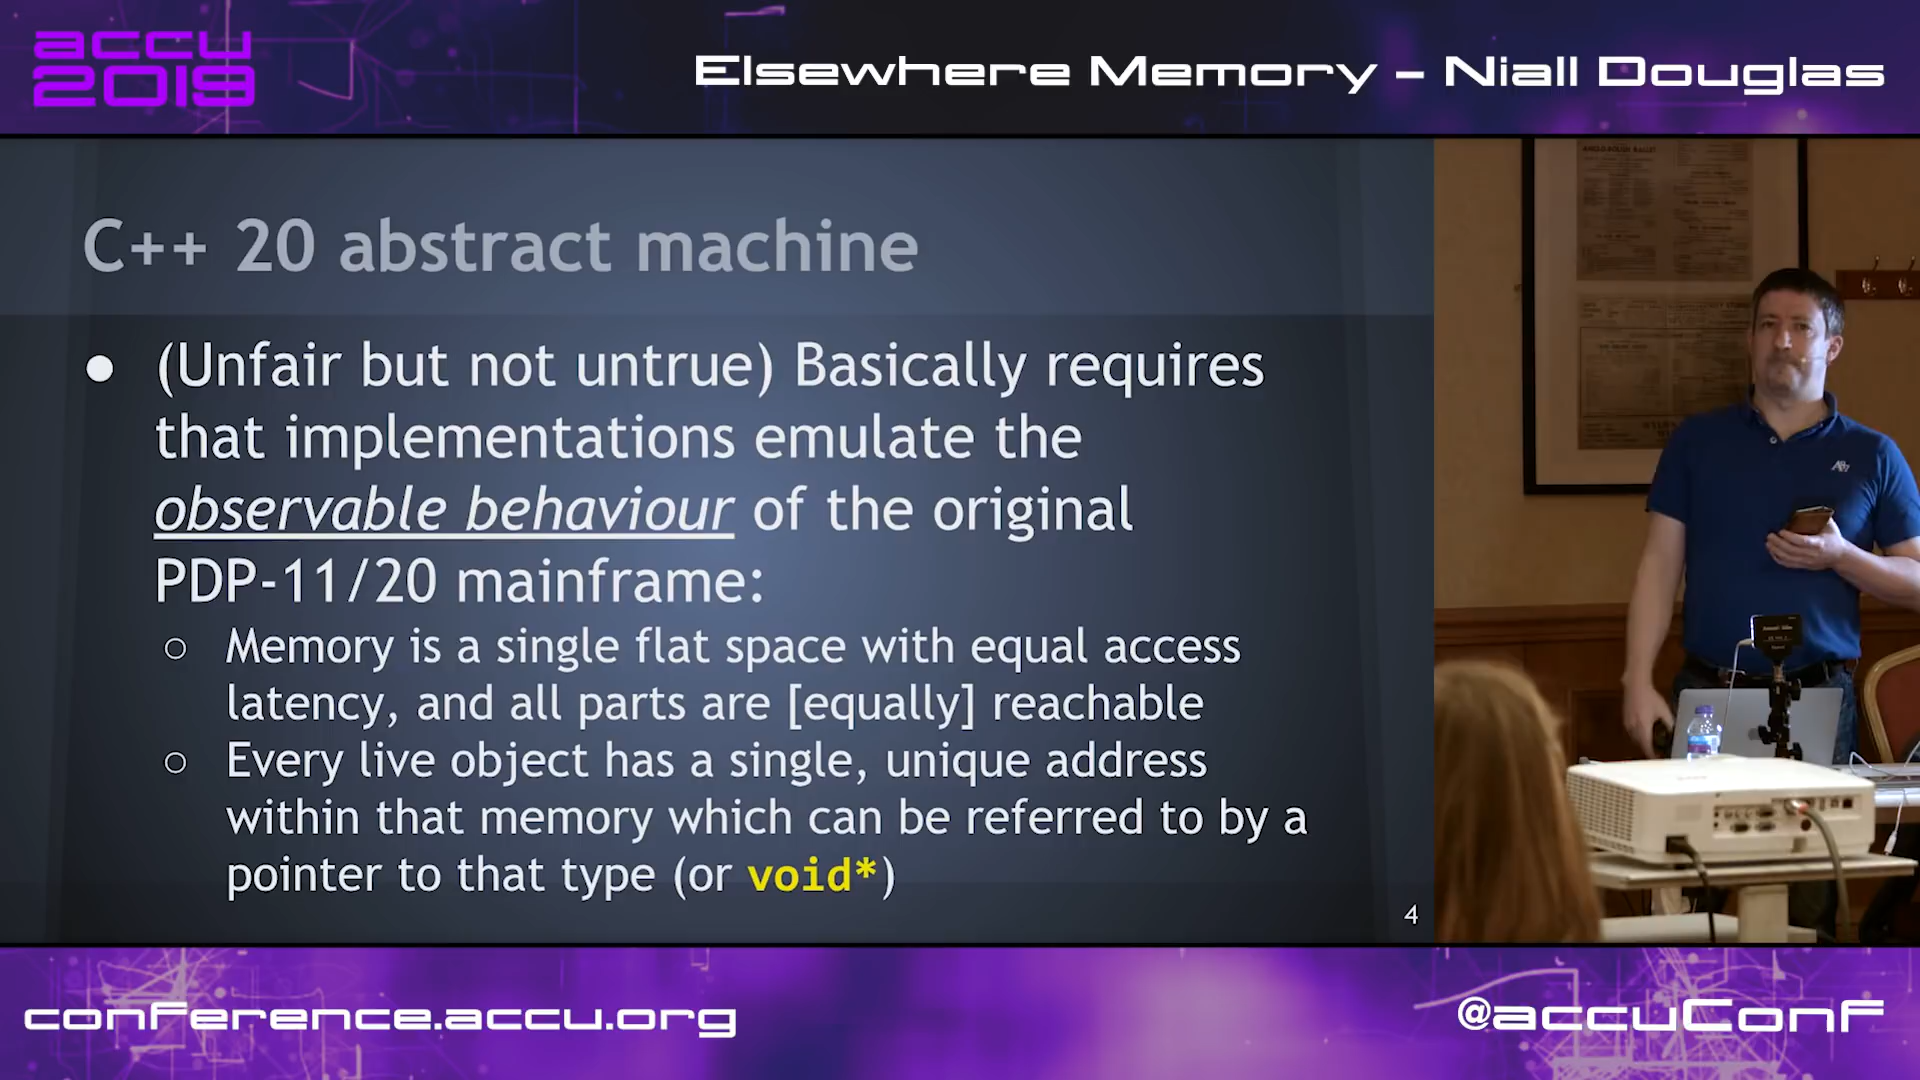 accu
2019
Elsewhere Memory – Niall Douglas
C++ 20 abstract machine
● (Unfair but not untrue) Basically requires
that implementations emulate the
observable behaviour of the original
PDP-11/20 mainframe:
○ Memory is a single flat space with equal access
latency, and all parts are [equally] reachable
○ Every live object has a single, unique address
within that memory which can be referred to by a
pointer to that type (or void*)
4
conference.accu.org
@accuConf